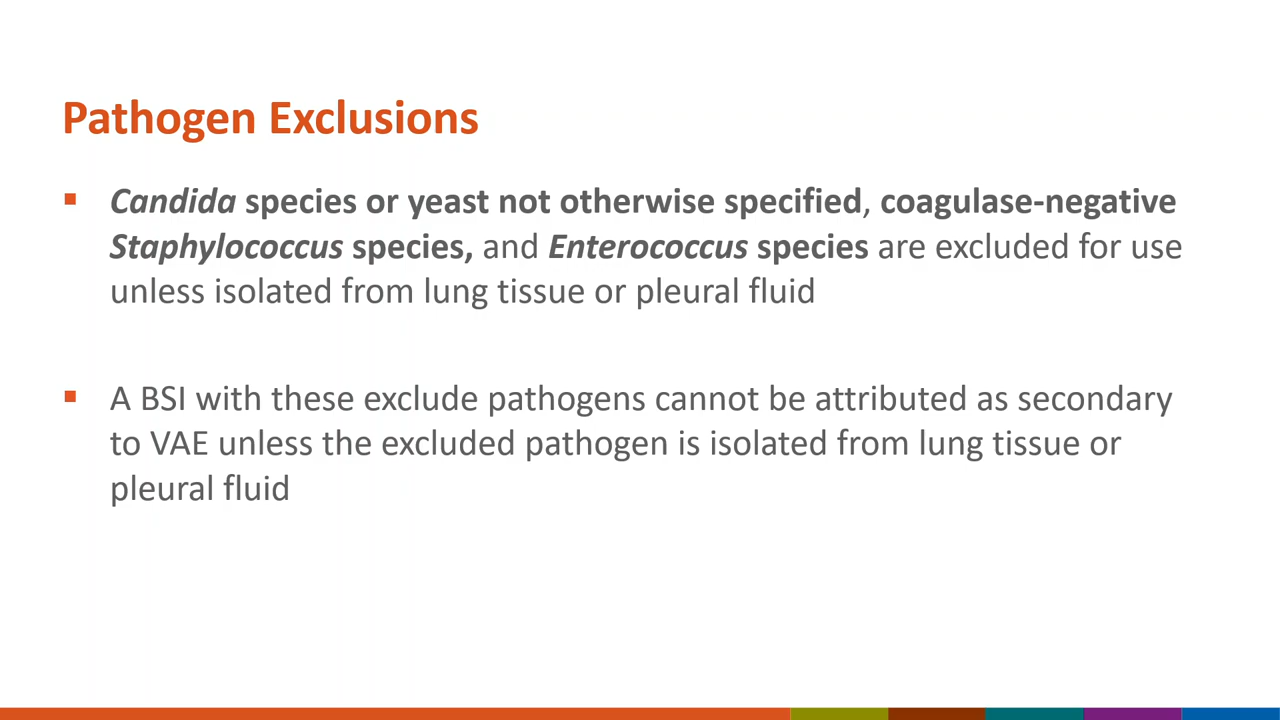 Pathogen Exclusions
Candida species or yeast not otherwise specified, coagulase-negative
Staphylococcus species, and Enterococcus species are excluded for use
unless isolated from lung tissue or pleural fluid
A BSI with these exclude pathogens cannot be attributed as secondary
to VAE unless the excluded pathogen is isolated from lung tissue or
pleural fluid